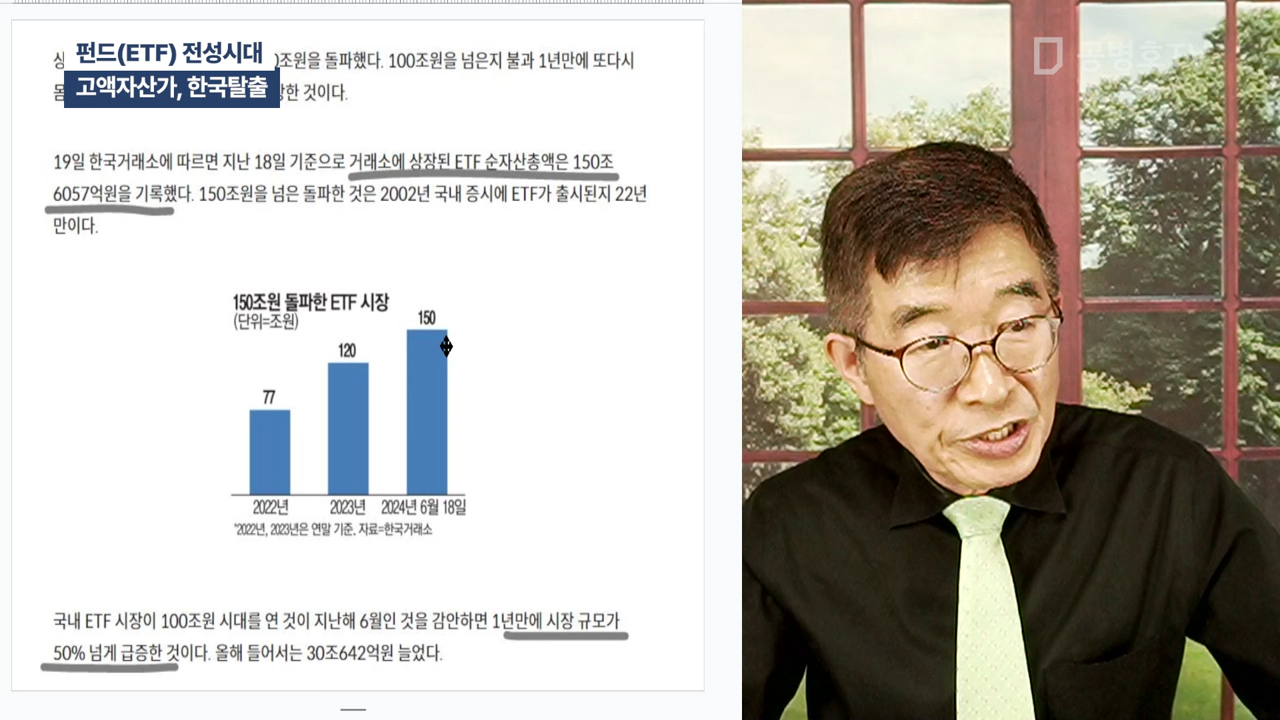 펀드(ETF) 전성시대
고액자산가, 한국탈출
0조원을 돌파했다. 100조원을 넘은지 불과 1년만에 또다시
한 것이다.
19일 한국거래소에 따르면 지난 18일 기준으로 거래소에 상장된 ETF 순자산총액은 150조
6057억원을 기록했다. 150조원을 넘은 돌파한 것은 2002년 국내 증시에 ETF가 출시된지 22년
만이다.
150조원 돌파한 ETF 시장
(단위=조원)
77 120 150
2022년 2023년 2024년 6월 18일
*2022년, 2023년은 연말 기준. 자료=한국거래소
국내 ETF 시장이 100조원 시대를 연 것이 지난해 6월인 것을 감안하면 1년만에 시장 규모가
50% 넘게 급증한 것이다. 올해 들어서는 30조642억원 늘었다.